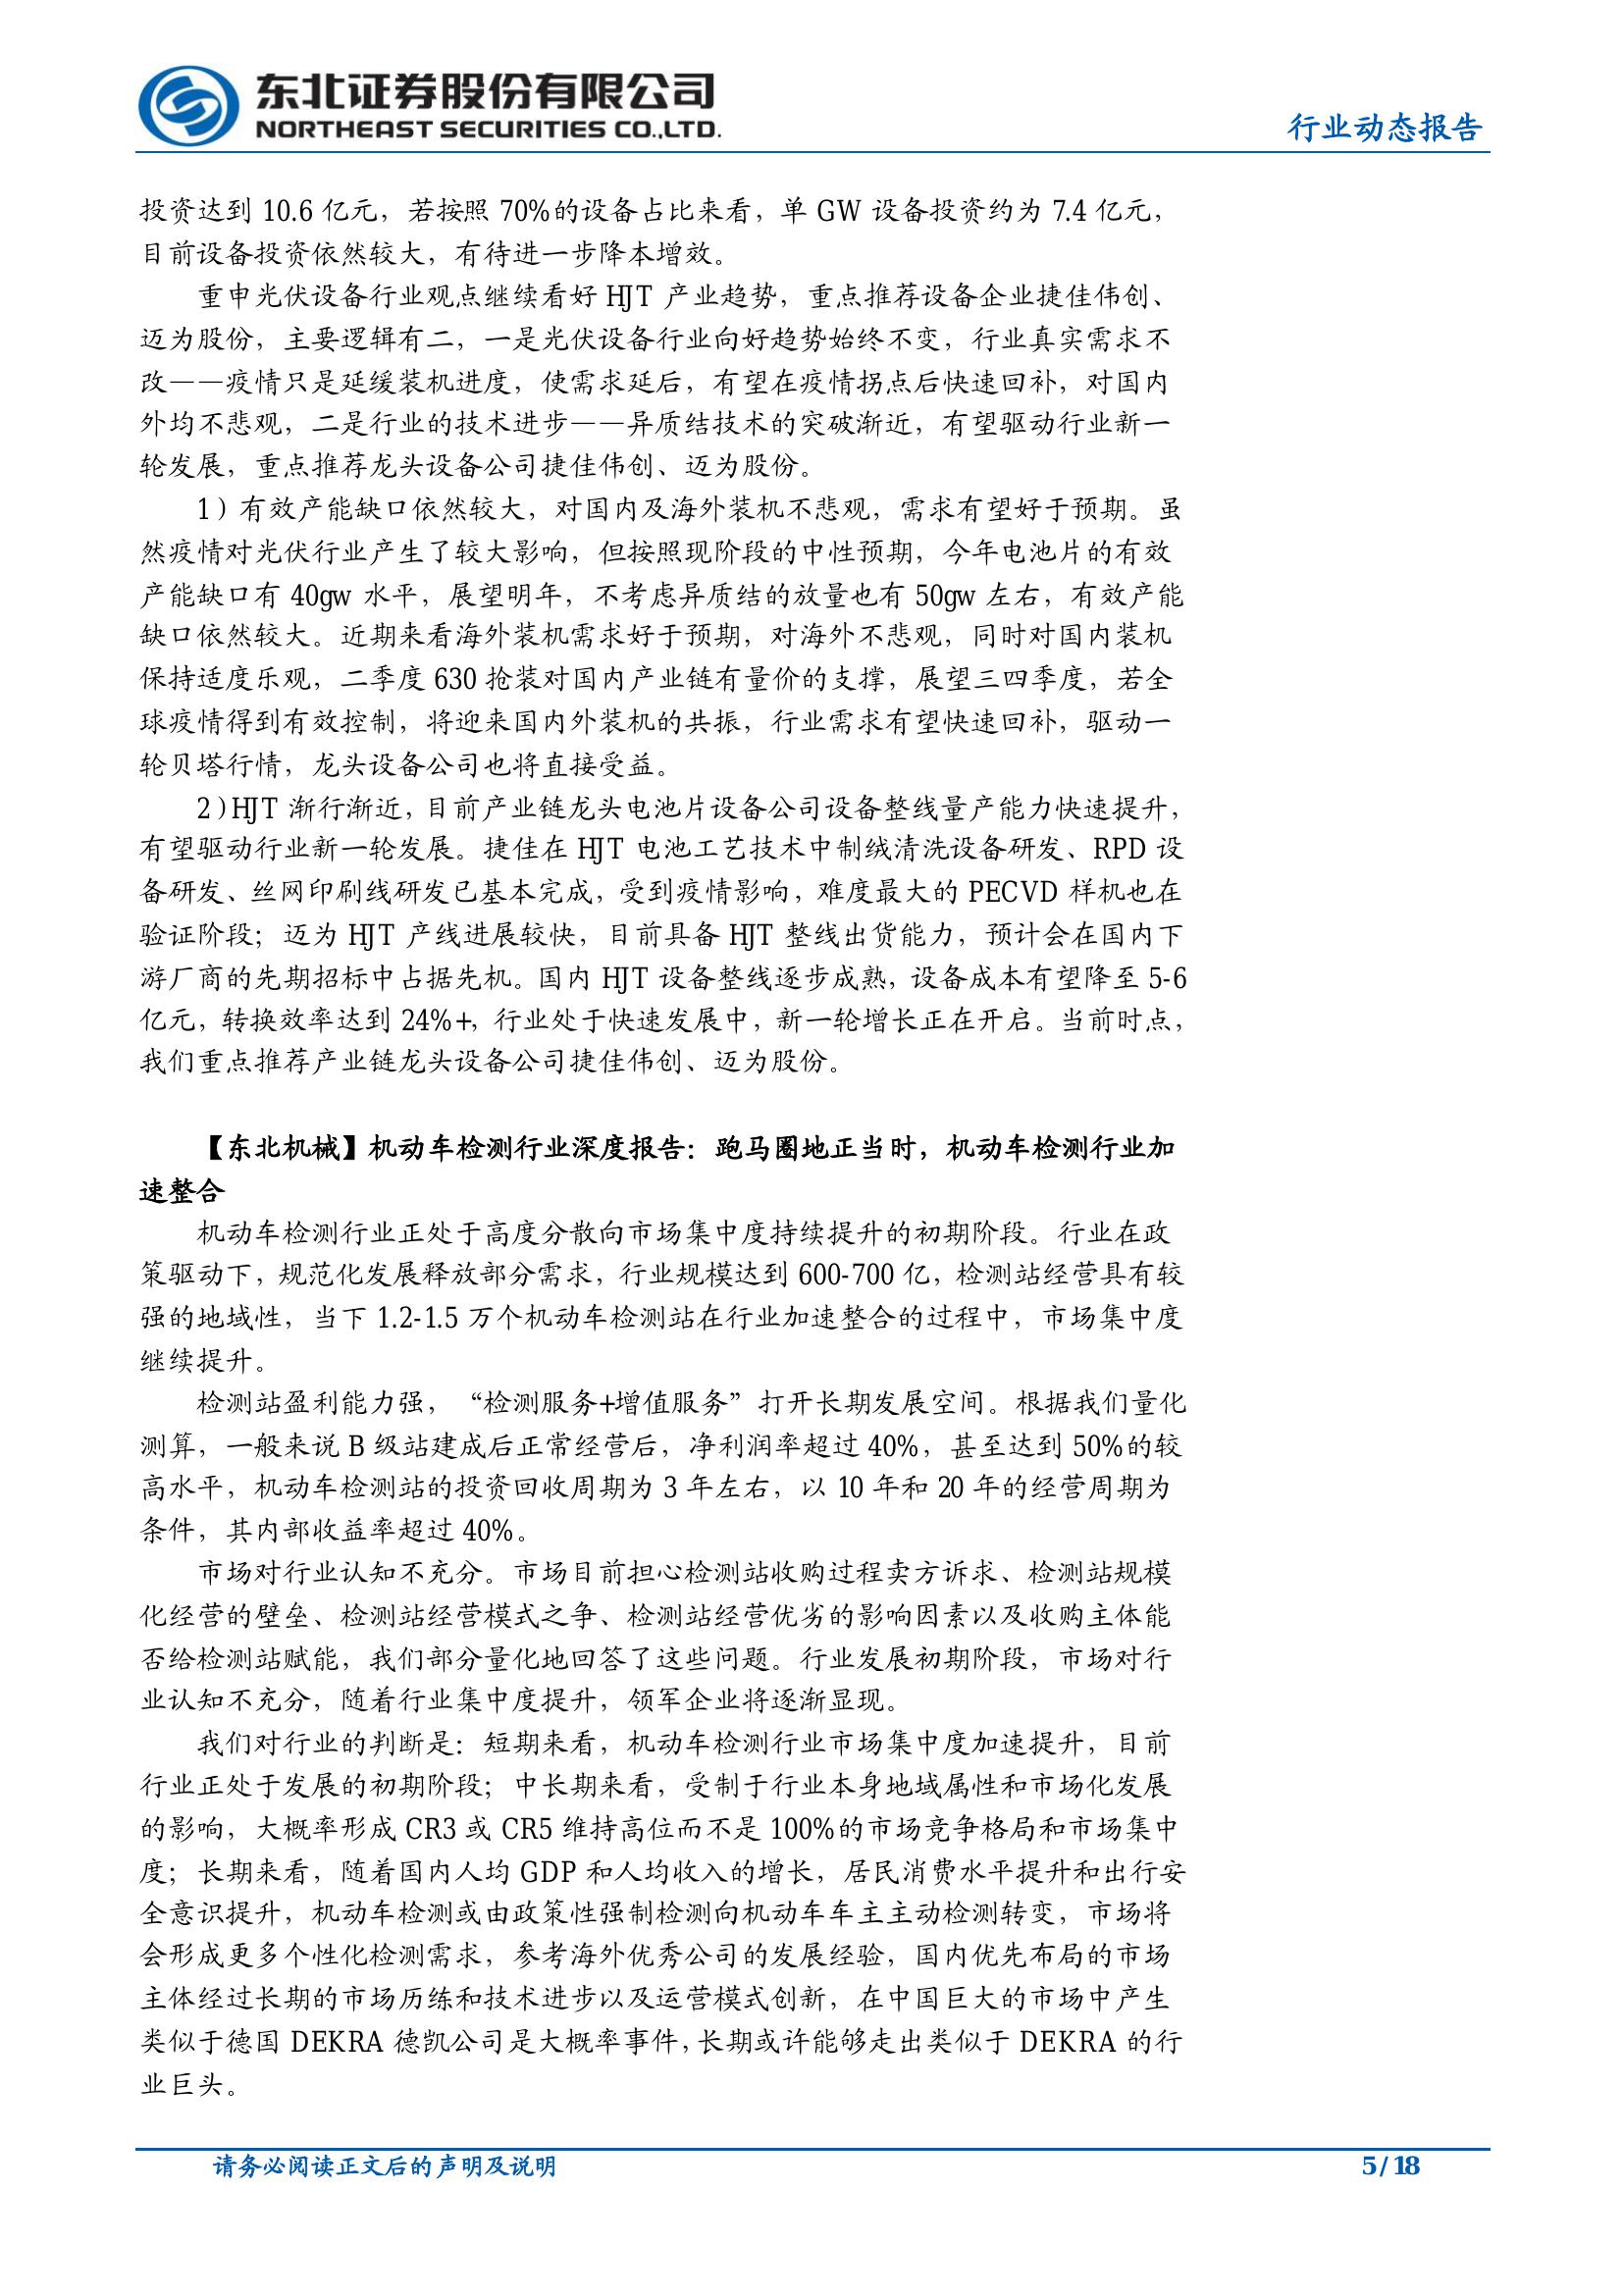 东北证券股份有限公司
NORTHEAST SECURITIES CO.,LTD.
行业动态报告
投资达到 10.6 亿元，若按照 70%的设备占比来看，单 GW 设备投资约为 7.4 亿元，
目前设备投资依然较大，有待进一步降本增效。
重申光伏设备行业观点继续看好 HJT 产业趋势，重点推荐设备企业捷佳伟创、
迈为股份，主要逻辑有二，一是光伏设备行业向好趋势始终不变，行业真实需求不
改——疫情只是延缓装机进度，使需求延后，有望在疫情拐点后快速回补，对国内
外均不悲观，二是行业的技术进步——异质结技术的突破渐近，有望驱动行业新一
轮发展，重点推荐龙头设备公司捷佳伟创、迈为股份。
1）有效产能缺口依然较大，对国内及海外装机不悲观，需求有望好于预期。虽
然疫情对光伏行业产生了较大影响，但按照现阶段的中性预期，今年电池片的有效
产能缺口有 40gw 水平，展望明年，不考虑异质结的放量也有 50gw 左右，有效产能
缺口依然较大。近期来看海外装机需求好于预期，对海外不悲观，同时对国内装机
保持适度乐观，二季度 630 抢装对国内产业链有量价的支撑，展望三四季度，若全
球疫情得到有效控制，将迎来国内外装机的共振，行业需求有望快速回补，驱动一
轮贝塔行情，龙头设备公司也将直接受益。
2）HJT 渐行渐近，目前产业链龙头电池片设备公司设备整线量产能力快速提升，
有望驱动行业新一轮发展。捷佳在 HJT 电池工艺技术中制绒清洗设备研发、RPD 设
备研发、丝网印刷线研发已基本完成，受到疫情影响，难度最大的 PECVD 样机也在
验证阶段；迈为 HJT 产线进展较快，目前具备 HJT 整线出货能力，预计会在国内下
游厂商的先期招标中占据先机。国内 HJT 设备整线逐步成熟，设备成本有望降至 5-6
亿元，转换效率达到 24%+，行业处于快速发展中，新一轮增长正在开启。当前时点，
我们重点推荐产业链龙头设备公司捷佳伟创、迈为股份。
【东北机械】机动车检测行业深度报告：跑马圈地正当时，机动车检测行业加
速整合
机动车检测行业正处于高度分散向市场集中度持续提升的初期阶段。行业在政
策驱动下，规范化发展释放部分需求，行业规模达到 600-700 亿，检测站经营具有较
强的地域性，当下 1.2-1.5 万个机动车检测站在行业加速整合的过程中，市场集中度
继续提升。
检测站盈利能力强，“检测服务+增值服务”打开长期发展空间。根据我们量化
测算，一般来说 B 级站建成后正常经营后，净利润率超过 40%，甚至达到 50%的较
高水平，机动车检测站的投资回收周期为 3 年左右，以 10 年和 20 年的经营周期为
条件，其内部收益率超过 40%。
市场对行业认知不充分。市场目前担心检测站收购过程卖方诉求、检测站规模
化经营的壁垒、检测站经营模式之争、检测站经营优劣的影响因素以及收购主体能
否给检测站赋能，我们部分量化地回答了这些问题。行业发展初期阶段，市场对行
业认知不充分，随着行业集中度提升，领军企业将逐渐显现。
我们对行业的判断是：短期来看，机动车检测行业市场集中度加速提升，目前
行业正处于发展的初期阶段；中长期来看，受制于行业本身地域属性和市场化发展
的影响，大概率形成 CR3 或 CR5 维持高位而不是 100%的市场竞争格局和市场集中
度；长期来看，随着国内人均 GDP 和人均收入的增长，居民消费水平提升和出行安
全意识提升，机动车检测或由政策性强制检测向机动车车主主动检测转变，市场将
会形成更多个性化检测需求，参考海外优秀公司的发展经验，国内优先布局的市场
主体经过长期的市场历练和技术进步以及运营模式创新，在中国巨大的市场中产生
类似于德国 DEKRA 德凯公司是大概率事件，长期或许能够走出类似于 DEKRA 的行
业巨头。
请务必阅读正文后的声明及说明
5 / 18